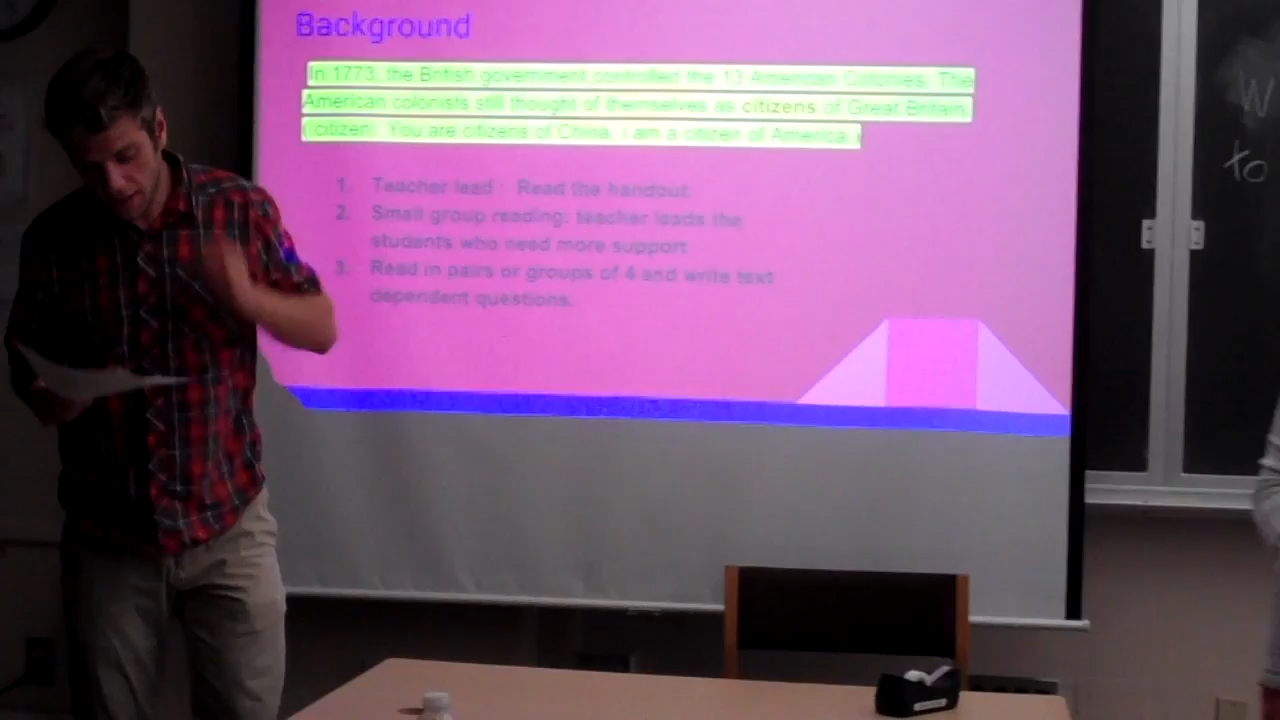 Background
In 1773, the British government controlled the 13 American Colonies. The
American colonists still thought of themselves as citizens of Great Britain.
( citizen: You are citizens of China. I am a citizen of America.)
1. Teacher lead : Read the handout.
2. Small group reading: teacher leads the
students who need more support
3. Read in pairs or groups of 4 and write text
dependent questions.
W
to